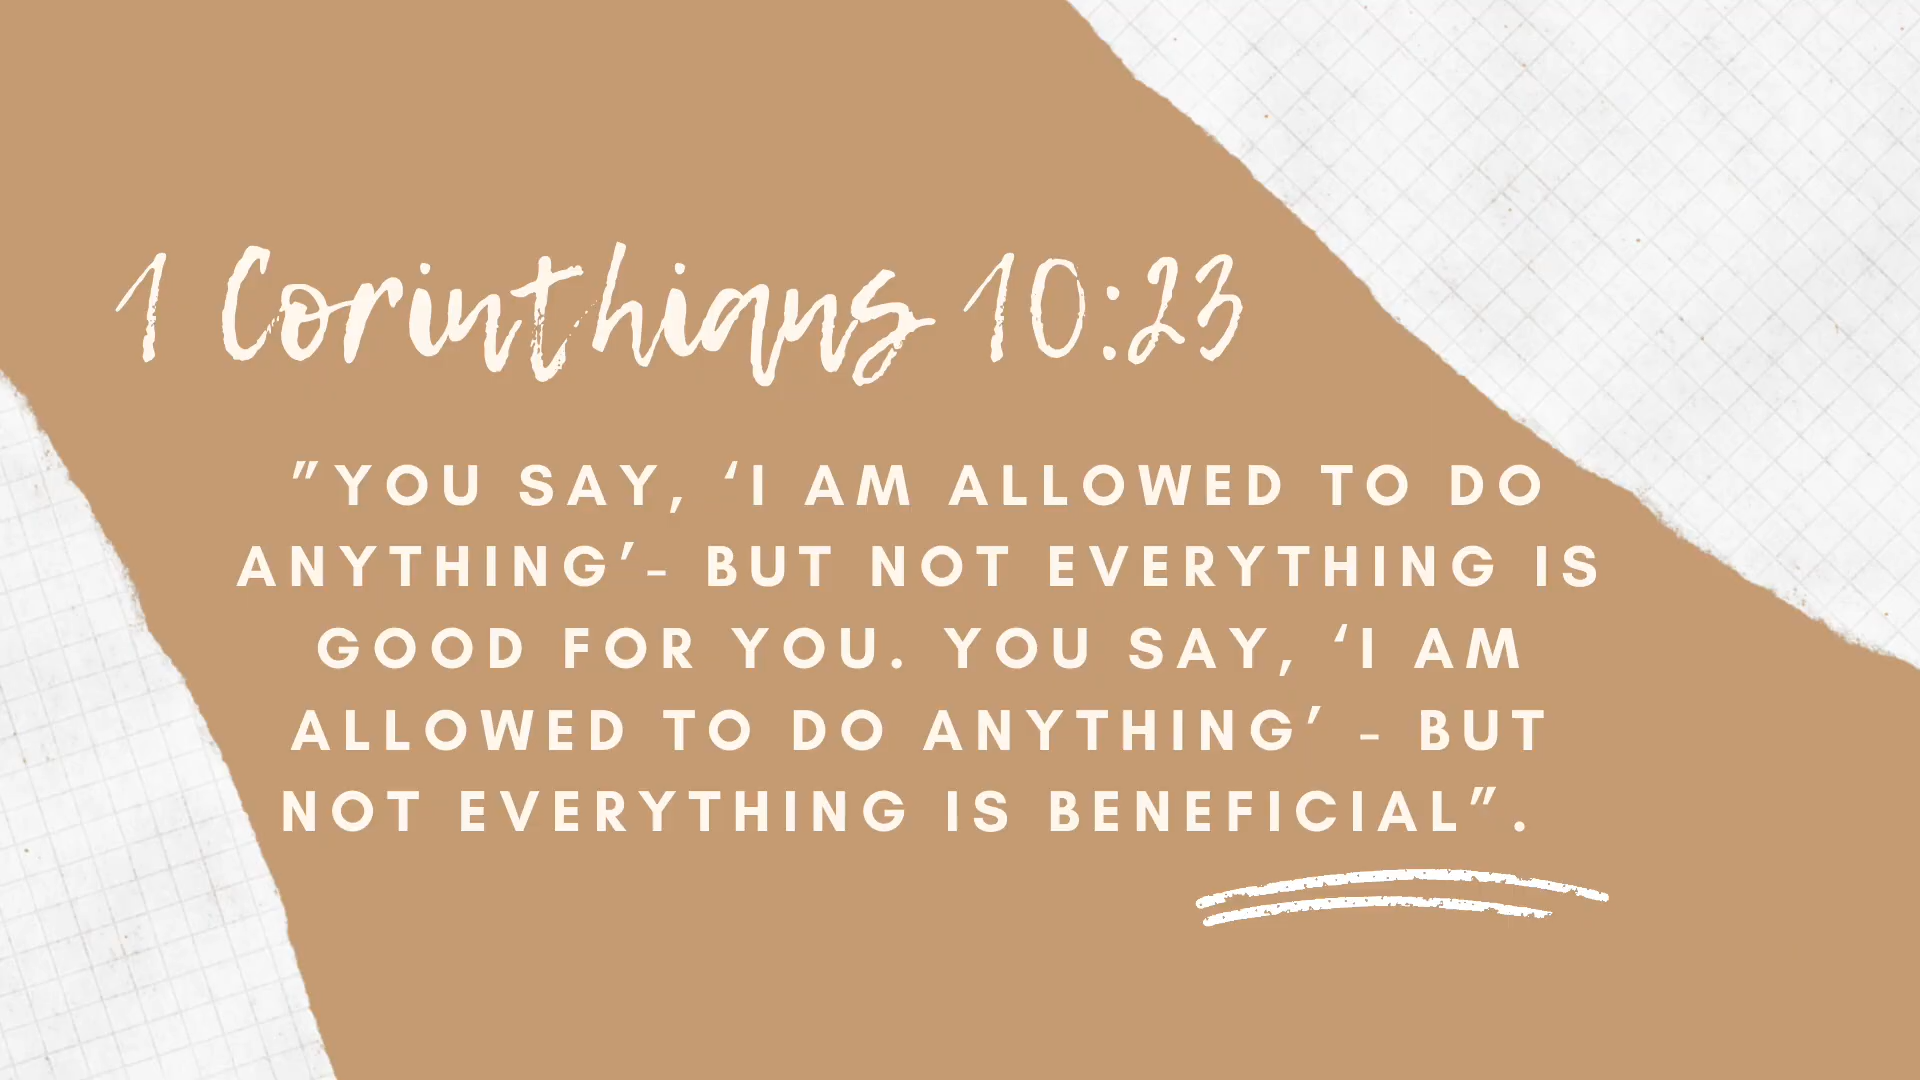 1 Corinthians 10:23
"YOU SAY, ‘I AM ALLOWED TO DO
ANYTHING’- BUT NOT EVERYTHING IS
GOOD FOR YOU. YOU SAY, ‘I AM
ALLOWED TO DO ANYTHING’ - BUT
NOT EVERYTHING IS BENEFICIAL".